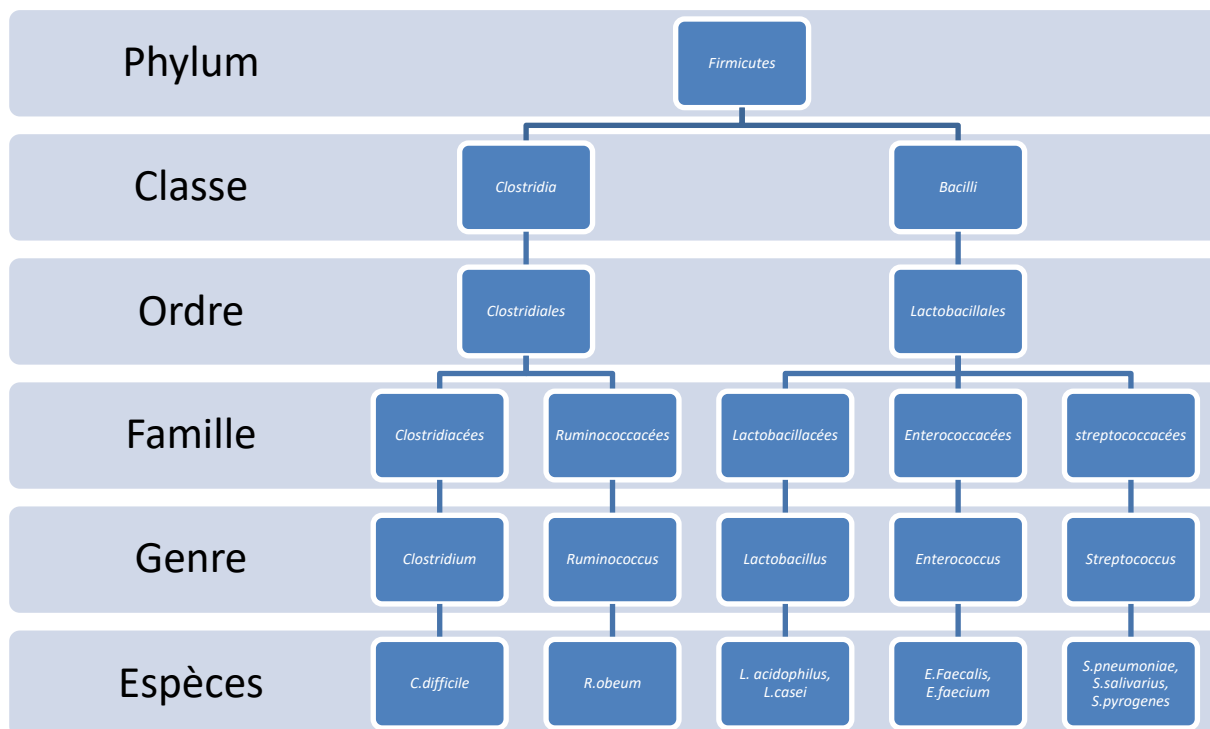 Phylum
Firmicutes
Classe
Clostridia
Bacilli
Ordre
Clostridiales
Lactobacillales
Famille
Clostridiacées
Ruminococcacées
Lactobacillacées
Enterococcacées
streptococcacées
Genre
Clostridium
Ruminococcus
Lactobacillus
Enterococcus
Streptococcus
Espèces
C.difficile
R.obeum
L. acidophilus,
L.casei
E.Faecalis,
E.faecium
S.pneumoniae,
S.salivarius,
S.pyrogenes